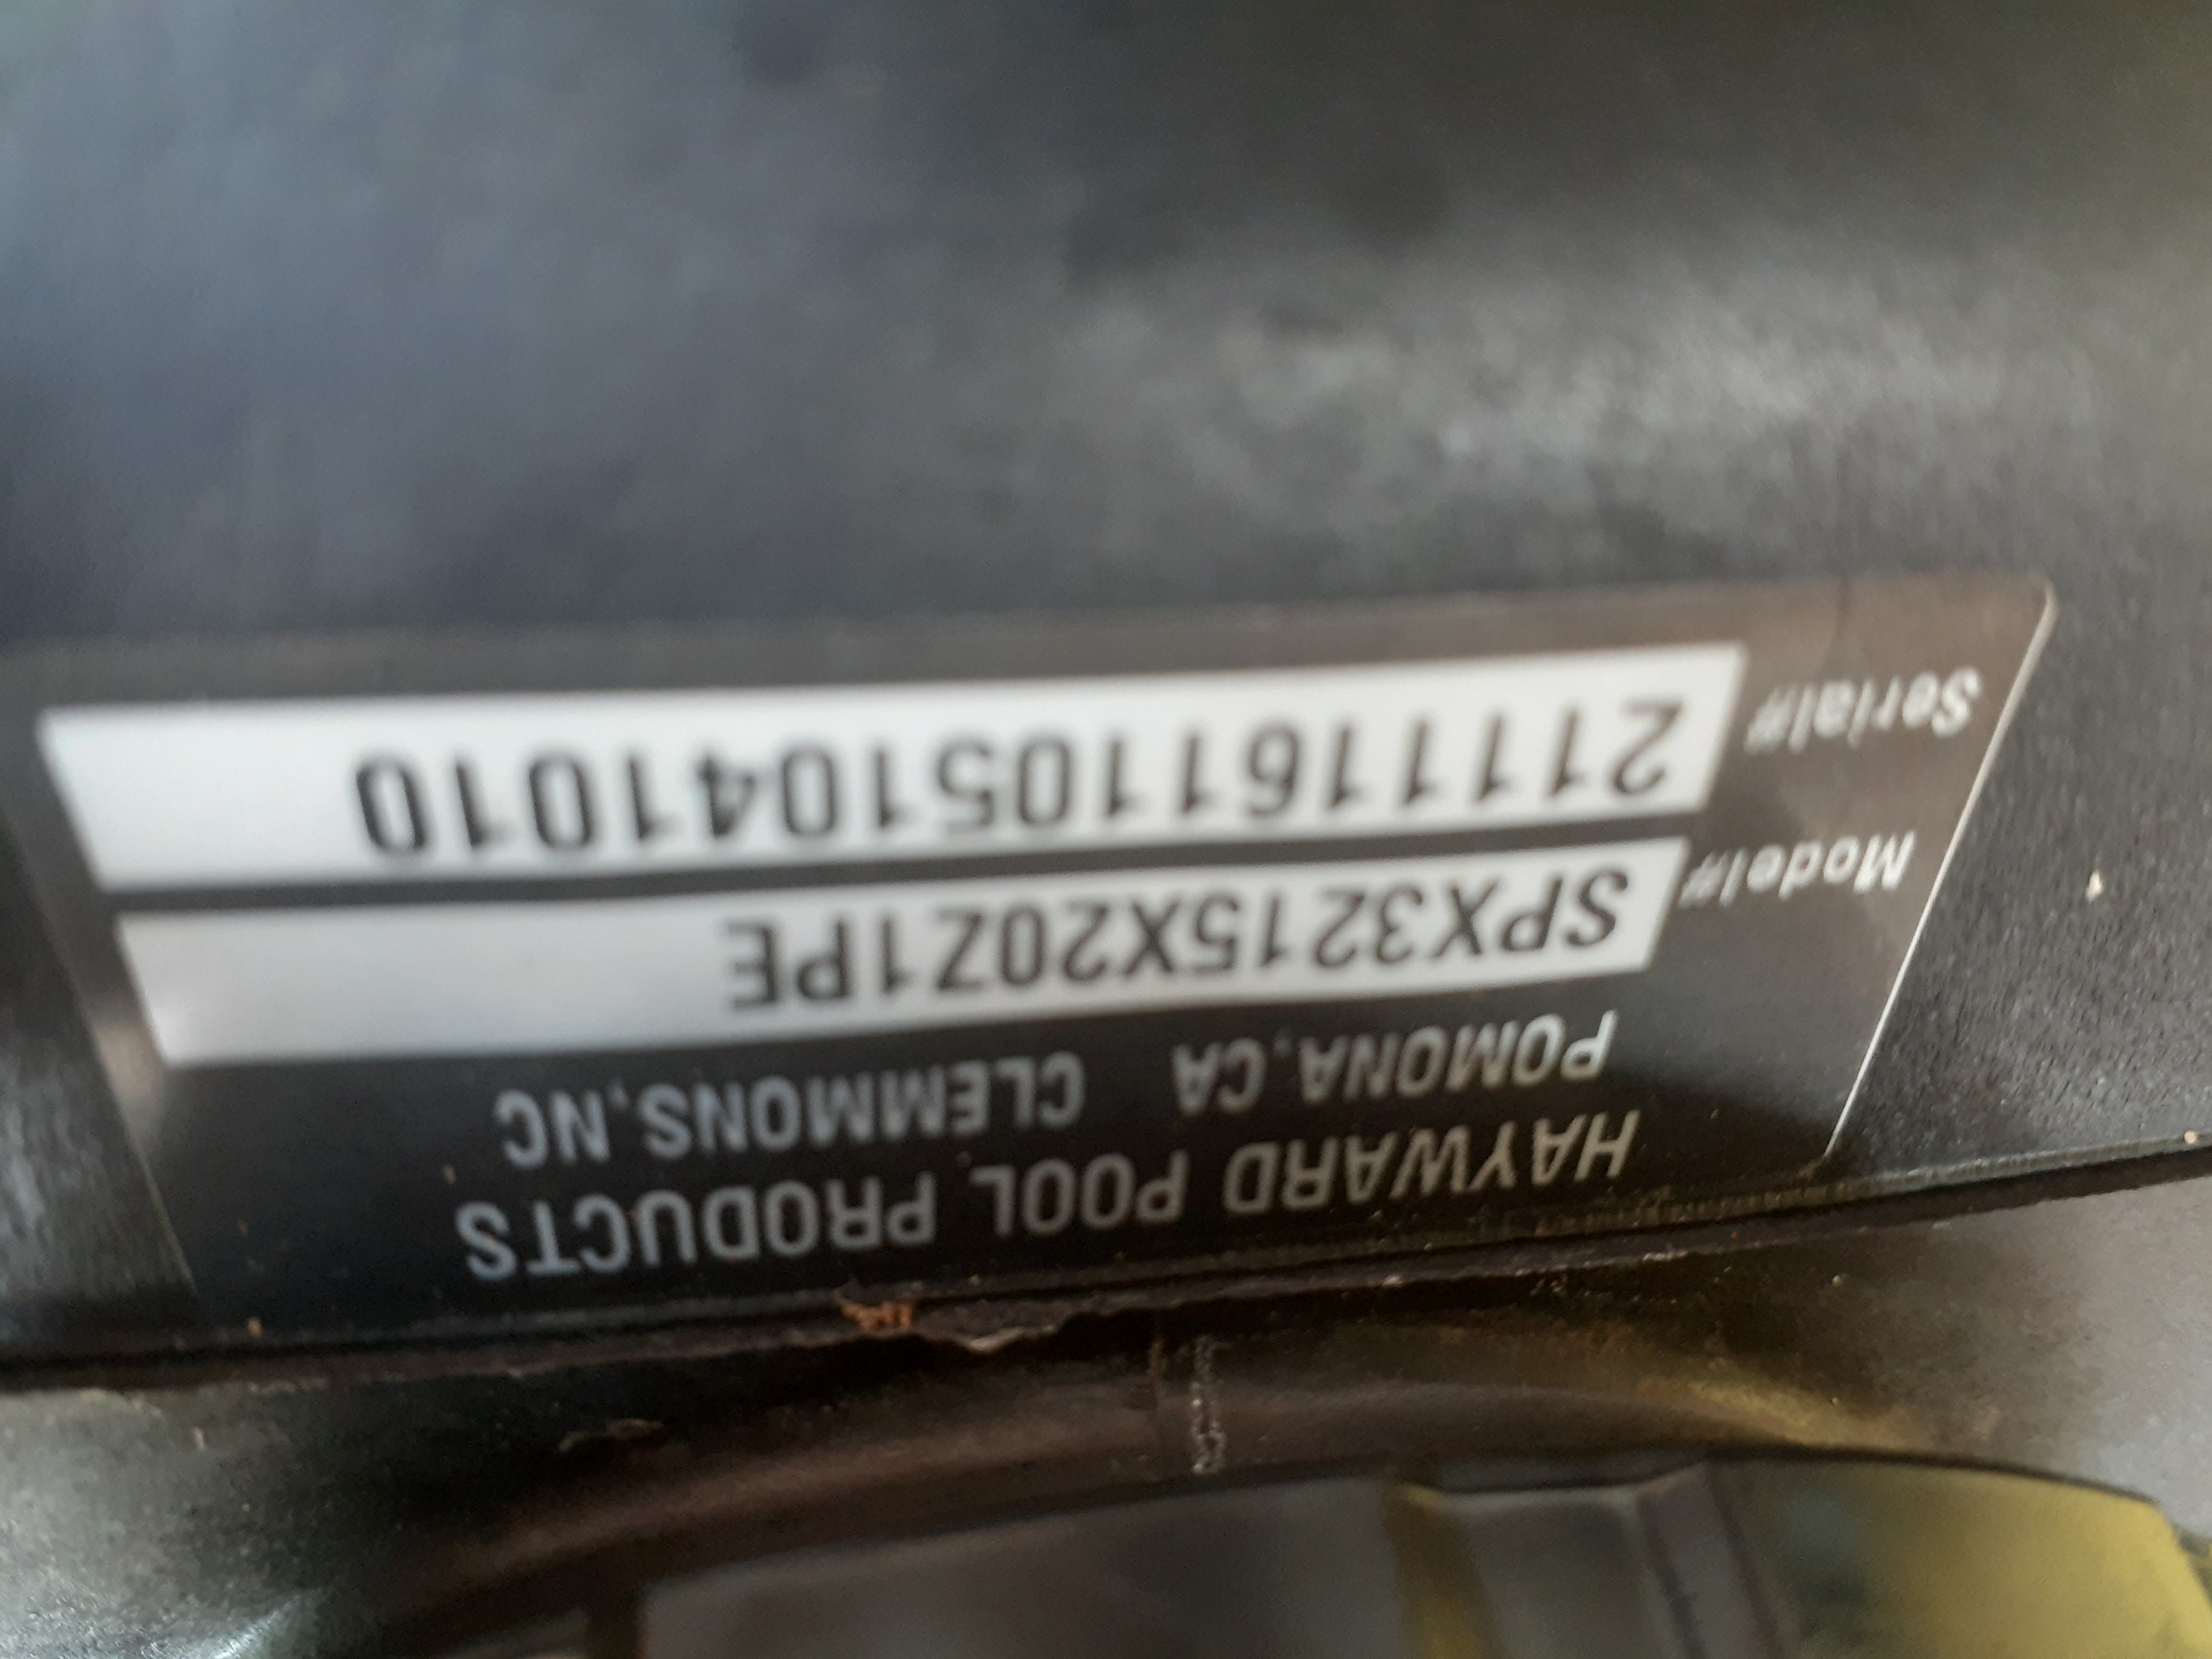 HAYWARD POOL PRODUCTS
POMONA, CA CLEMMONS, NC
Model# SPX3215X20Z1PE
Serial# 21111611051041010